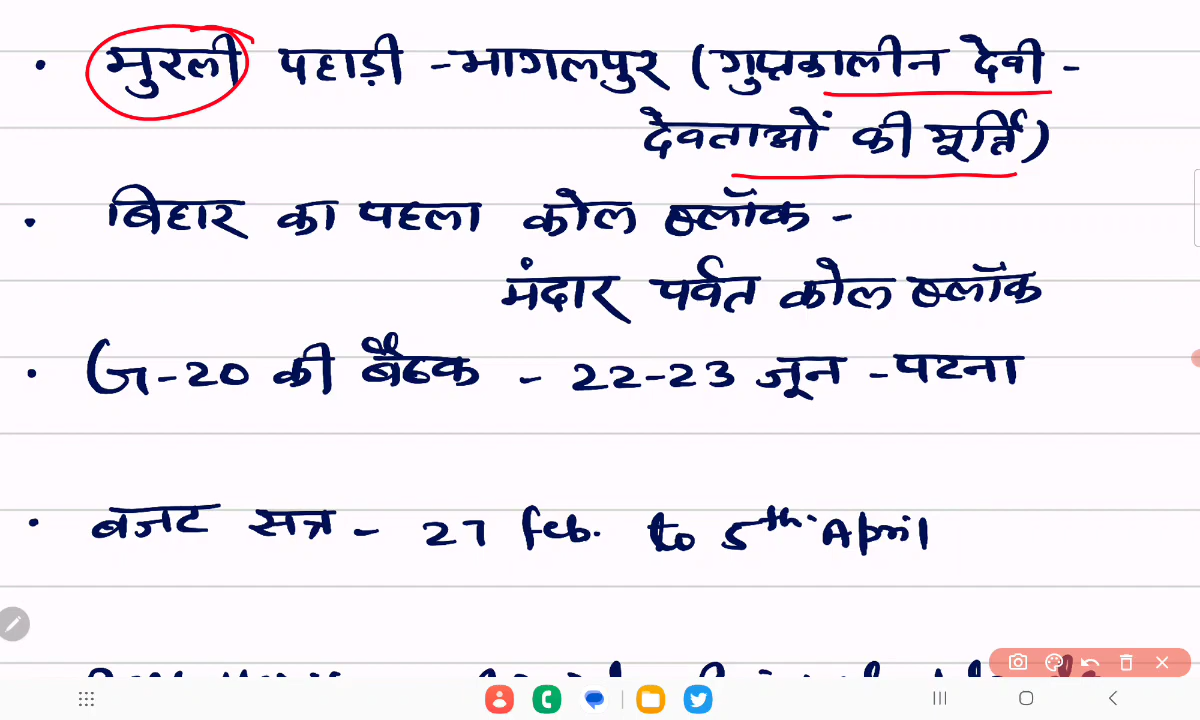 • मुरली पहाड़ी - भागलपुर (गुप्तकालीन देवी -
देवताओं की मूर्ति)
• बिहार का पहला कोल ब्लॉक -
मंदार पर्वत कोल ब्लॉक
• G-20 की बैठक - 22-23 जून - पटना
• बजट सत्र - 27 feb. to 5th April